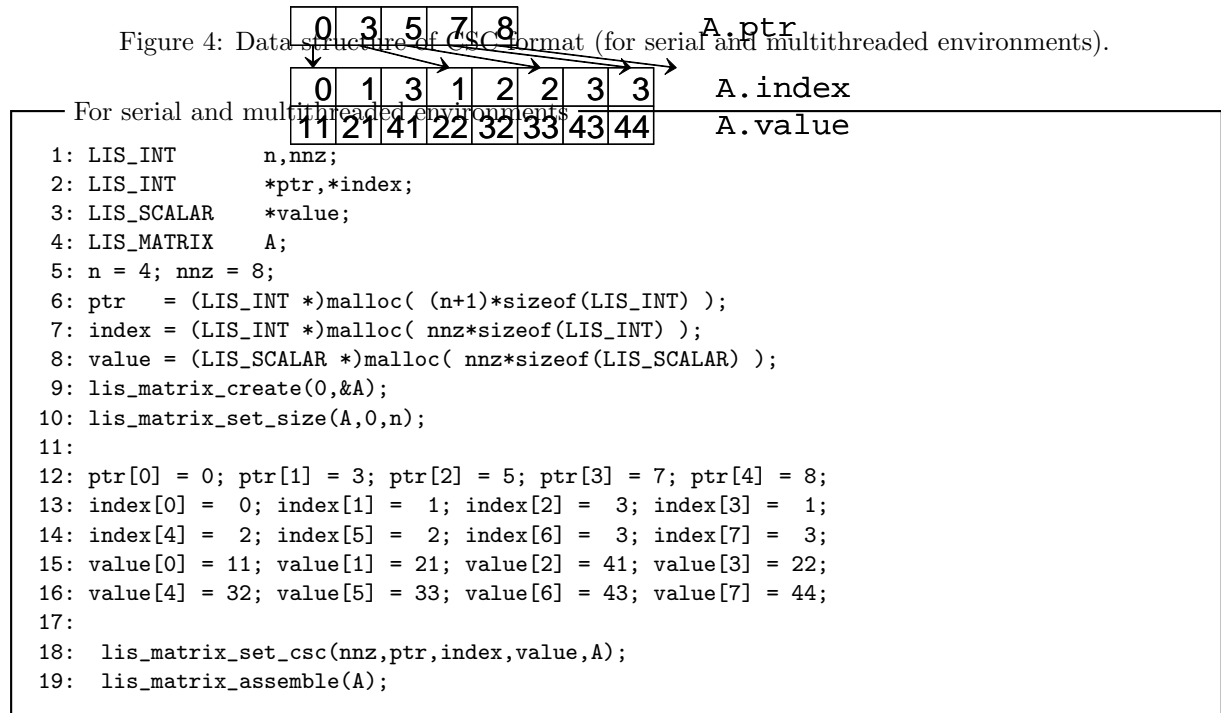 0 3 5 7 8 A.ptr
Figure 4: Data structure of CSC format (for serial and multithreaded environments).
0 1 3 1 2 2 3 3 A.index
For serial and multithreaded environments
11 21 41 22 32 33 43 44 A.value
1: LIS_INT n,nnz;
2: LIS_INT *ptr,*index;
3: LIS_SCALAR *value;
4: LIS_MATRIX A;
5: n = 4; nnz = 8;
6: ptr = (LIS_INT *)malloc( (n+1)*sizeof(LIS_INT) );
7: index = (LIS_INT *)malloc( nnz*sizeof(LIS_INT) );
8: value = (LIS_SCALAR *)malloc( nnz*sizeof(LIS_SCALAR) );
9: lis_matrix_create(0,&A);
10: lis_matrix_set_size(A,0,n);
11:
12: ptr[0] = 0; ptr[1] = 3; ptr[2] = 5; ptr[3] = 7; ptr[4] = 8;
13: index[0] = 0; index[1] = 1; index[2] = 3; index[3] = 1;
14: index[4] = 2; index[5] = 2; index[6] = 3; index[7] = 3;
15: value[0] = 11; value[1] = 21; value[2] = 41; value[3] = 22;
16: value[4] = 32; value[5] = 33; value[6] = 43; value[7] = 44;
17:
18: lis_matrix_set_csc(nnz,ptr,index,value,A);
19: lis_matrix_assemble(A);